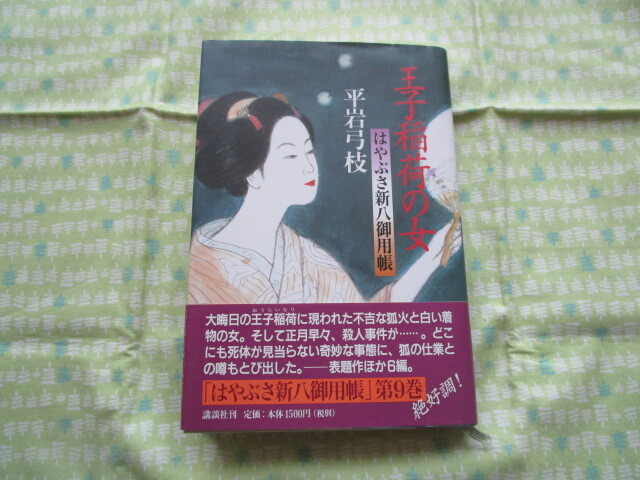 王子稲荷の女
はやぶさ新八御用帳
平岩弓枝
おうじいなり
大晦日の王子稲荷に現われた不吉な狐火と白い着
物の女。そして正月早々、殺人事件が……。どこ
にも死体が見当らない奇妙な事態に、狐の仕業と
の噂もとび出した。――表題作ほか6編。
「はやぶさ新八御用帳」第9巻
絶好調!
講談社刊 定価:本体1500円(税別)